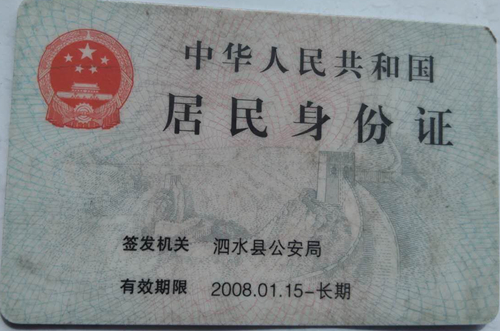 中华人民共和国
居民身份证
签发机关 泗水县公安局
有效期限 2008.01.15-长期